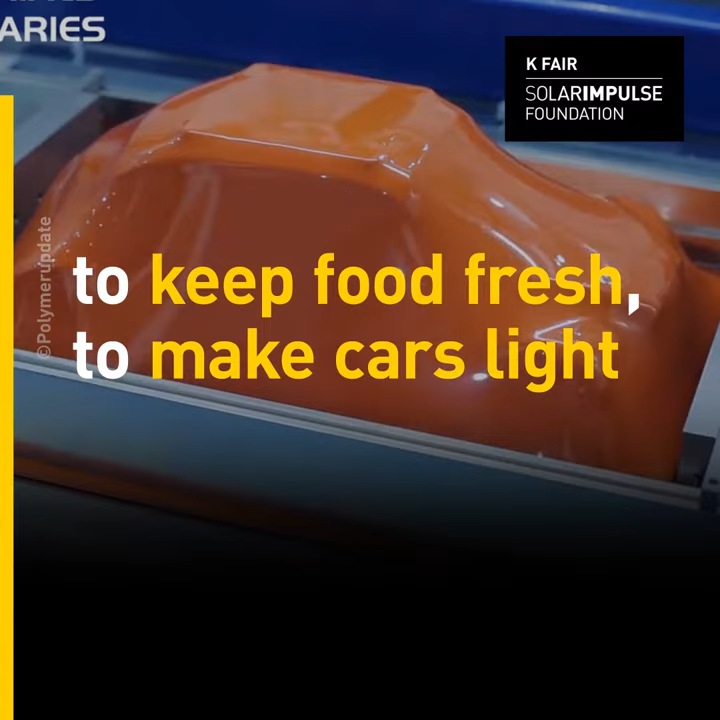 ARIES
K FAIR
SOLARIMPULSE
FOUNDATION
©Polymerupdate
to keep food fresh,
to make cars light